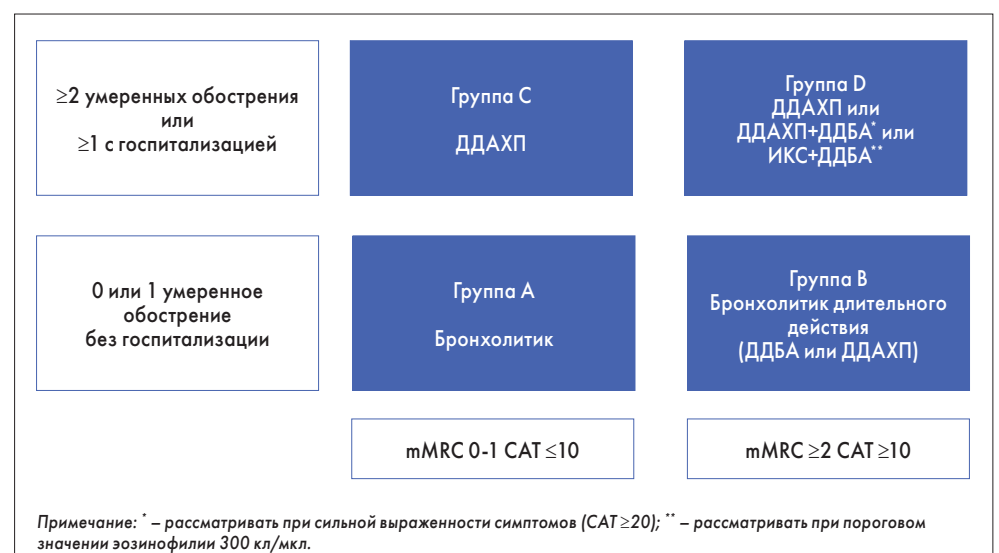 ≥2 умеренных обострения
или
≥1 с госпитализацией
Группа C
ДДАХП
Группа D
ДДАХП или
ДДАХП+ДДБА* или
ИКС+ДДБА**
0 или 1 умеренное
обострение
без госпитализации
Группа A
Бронхолитик
Группа B
Бронхолитик длительного
действия
(ДДБА или ДДАХП)
mMRC 0-1 CAT ≤10
mMRC ≥2 CAT ≥10
Примечание: * – рассматривать при сильной выраженности симптомов (CAT ≥20); ** – рассматривать при пороговом
значении эозинофилии 300 кл/мкл.